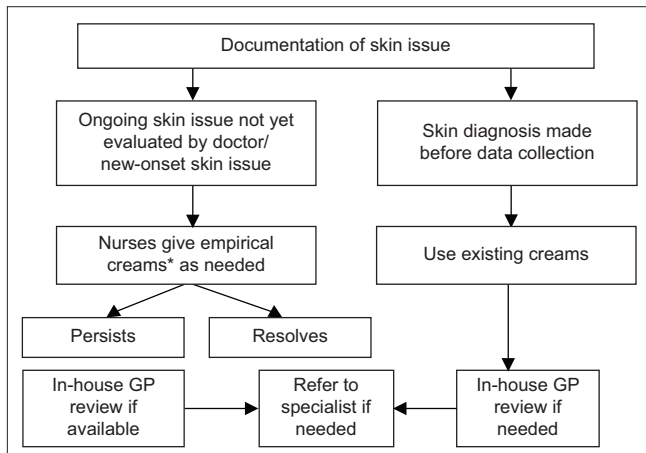 Documentation of skin issue
Ongoing skin issue not yet
evaluated by doctor/
new-onset skin issue
Skin diagnosis made
before data collection
Nurses give empirical
creams* as needed
Use existing creams
Persists
Resolves
In-house GP
review if
available
Refer to
specialist if
needed
In-house GP
review if
needed